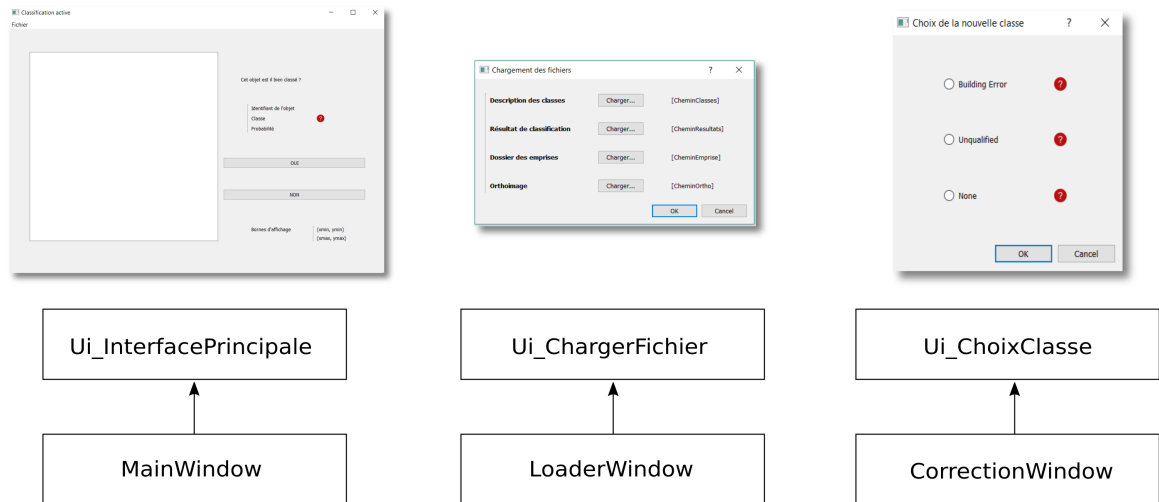 Classification active
Fichier
Cet objet est il bien classé ?
Identifiant de l'objet
Classe
?
Probabilité
OUI
NON
Bornes d'affichage
(xmin, ymin)
(xmax, ymax)
Chargement des fichiers
?
Description des classes
Charger...
[CheminClasses]
Résultat de classification
Charger...
[CheminResultats]
Dossier des emprises
Charger...
[CheminEmprise]
Orthoimage
Charger...
[CheminOrtho]
OK
Cancel
Choix de la nouvelle classe
?
Building Error
?
Unqualified
?
None
?
OK
Cancel
Ui_InterfacePrincipale
Ui_ChargerFichier
Ui_ChoixClasse
MainWindow
LoaderWindow
CorrectionWindow